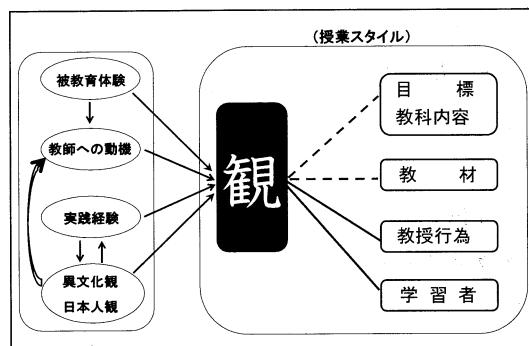 (授業スタイル)
被教育体験
教師への動機
実践経験
異文化観
日本人観
観
目 標
教科内容
教 材
教授行為
学 習 者